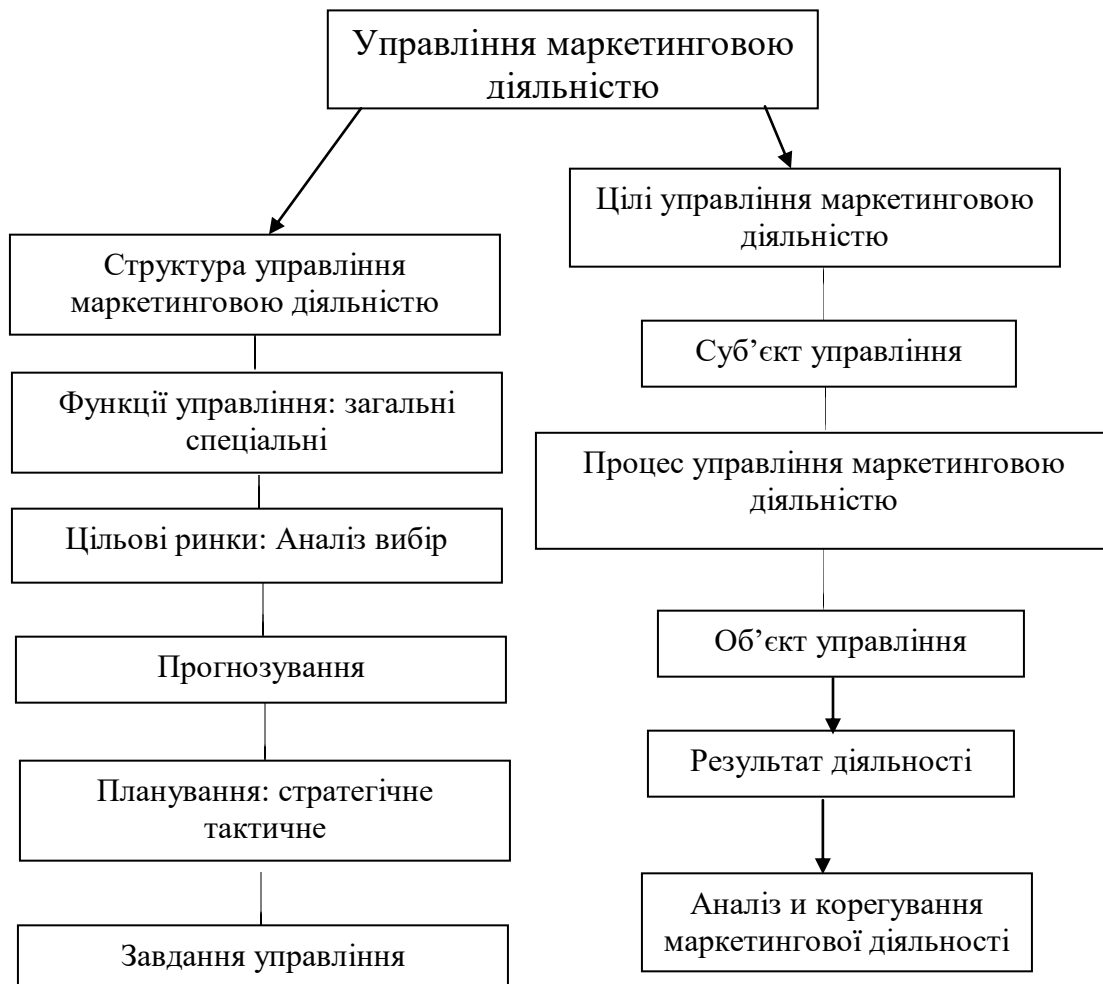 Управління маркетинговою
діяльністю
Структура управління
маркетинговою діяльністю
Функції управління: загальні
спеціальні
Цільові ринки: Аналіз вибір
Прогнозування
Планування: стратегічне
тактичне
Завдання управління
Цілі управління маркетинговою
діяльністю
Суб’єкт управління
Процес управління маркетинговою
діяльністю
Об’єкт управління
Результат діяльності
Аналіз и корегування
маркетингової діяльності